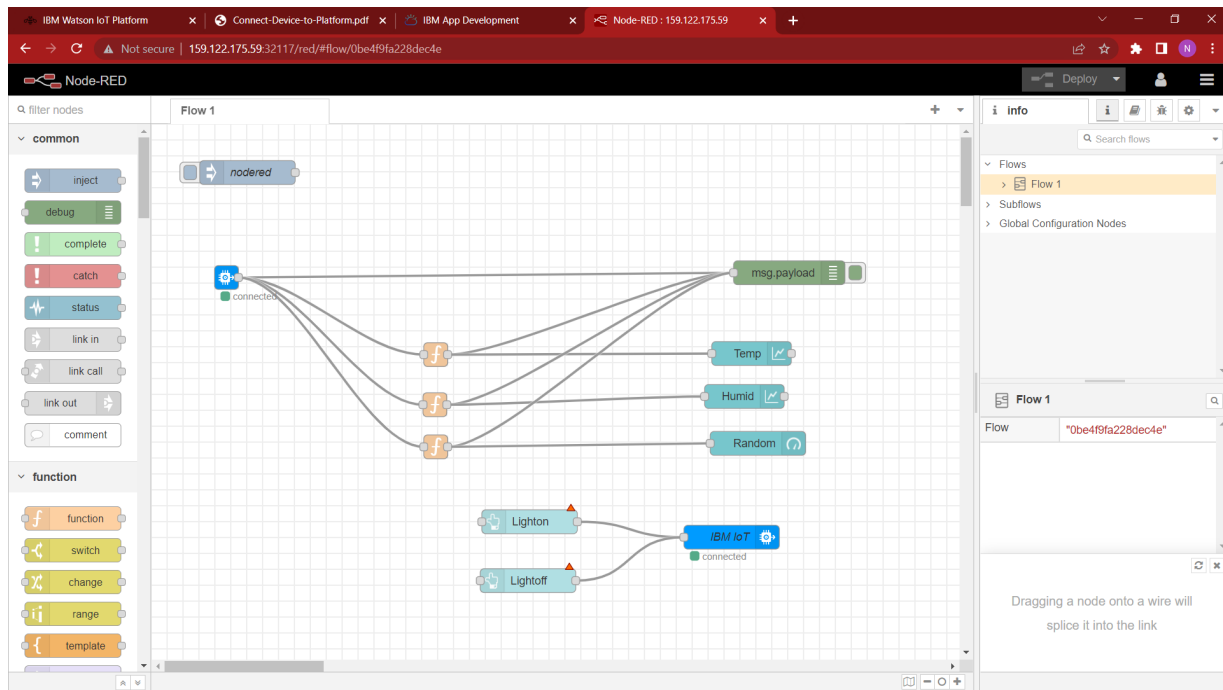 IBM Watson IoT Platform
Connect-Device-to-Platform.pdf
IBM App Development
Node-RED : 159.122.175.59
Not secure
159.122.175.59:32117/red/#flow/0be4f9fa228dec4e
N
Node-RED
Deploy
filter nodes
Flow 1
i info
i
Search flows
common
inject
debug
complete
catch
status
link in
link call
link out
comment
function
function
switch
change
range
template
nodered
connected
msg.payload
f
Temp
f
Humid
f
Random
Lighton
IBM IoT
connected
Lightoff
Flows
Flow 1
Subflows
Global Configuration Nodes
Flow 1
Flow
"0be4f9fa228dec4e"
Dragging a node onto a wire will
splice it into the link